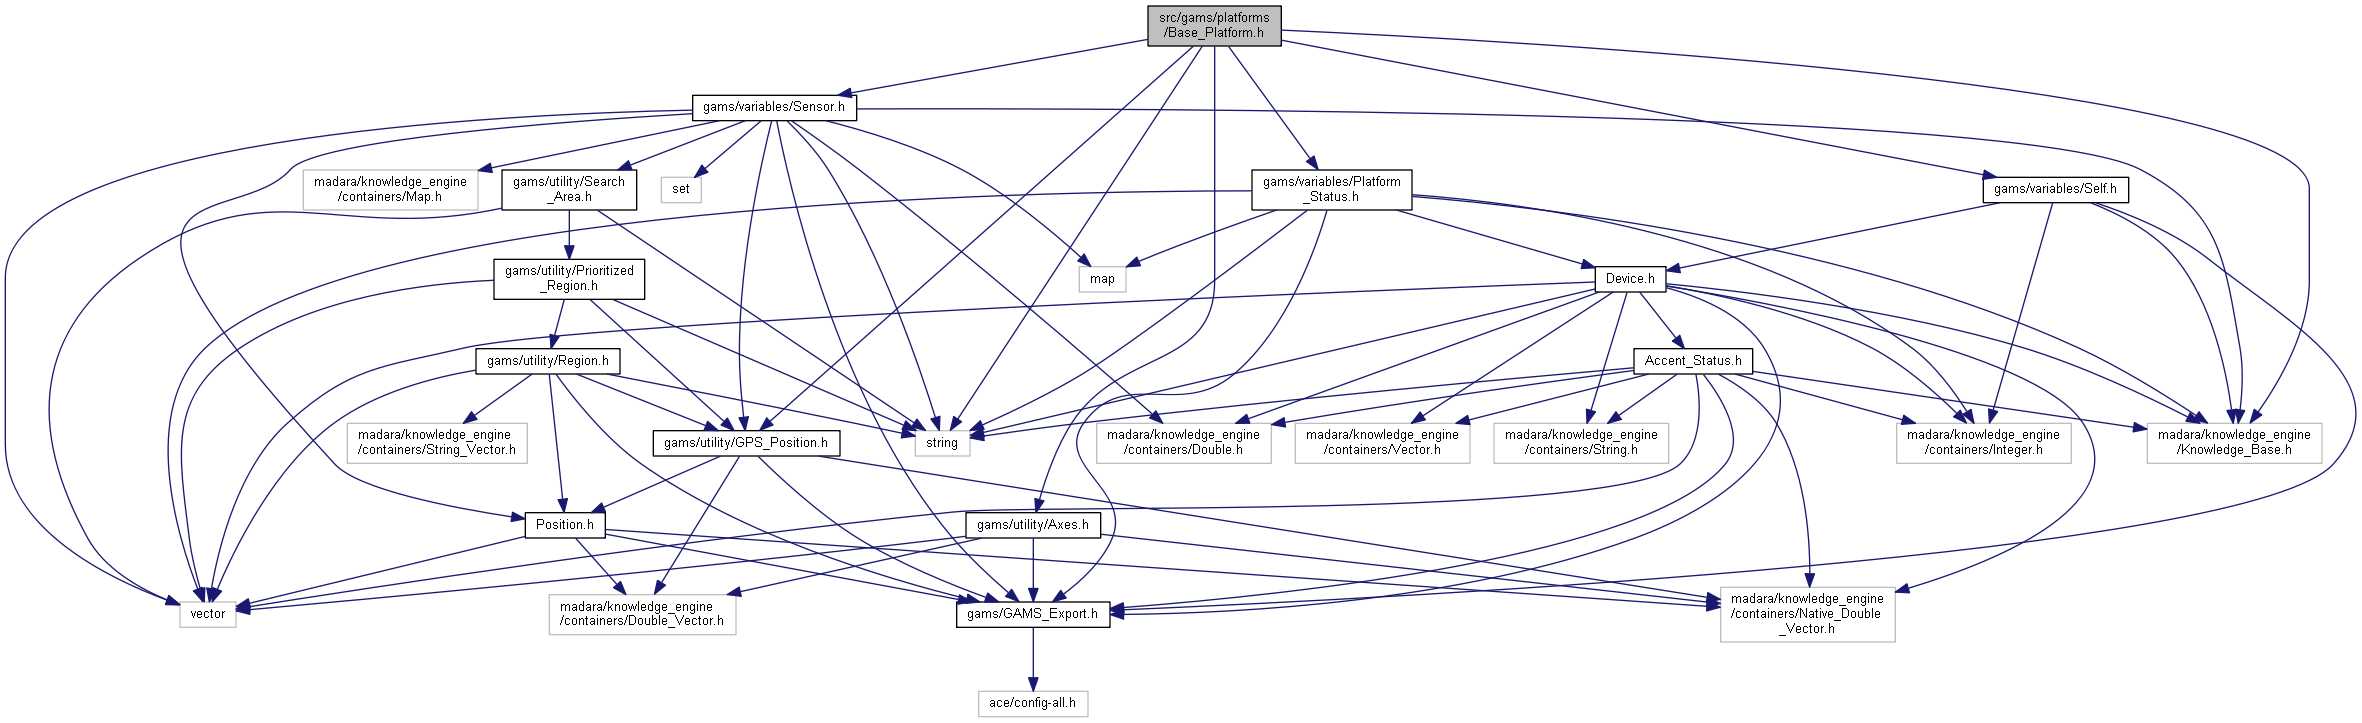 src/gams/platforms
/Base_Platform.h
gams/variables/Sensor.h
madara/knowledge_engine
/containers/Map.h
gams/utility/Search
_Area.h
set
gams/variables/Platform
_Status.h
gams/variables/Self.h
gams/utility/Prioritized
_Region.h
map
Device.h
gams/utility/Region.h
Accent_Status.h
madara/knowledge_engine
/containers/String_Vector.h
gams/utility/GPS_Position.h
string
madara/knowledge_engine
/containers/Double.h
madara/knowledge_engine
/containers/Vector.h
madara/knowledge_engine
/containers/String.h
madara/knowledge_engine
/containers/Integer.h
madara/knowledge_engine
/Knowledge_Base.h
Position.h
gams/utility/Axes.h
vector
madara/knowledge_engine
/containers/Double_Vector.h
gams/GAMS_Export.h
madara/knowledge_engine
/containers/Native_Double
_Vector.h
ace/config-all.h